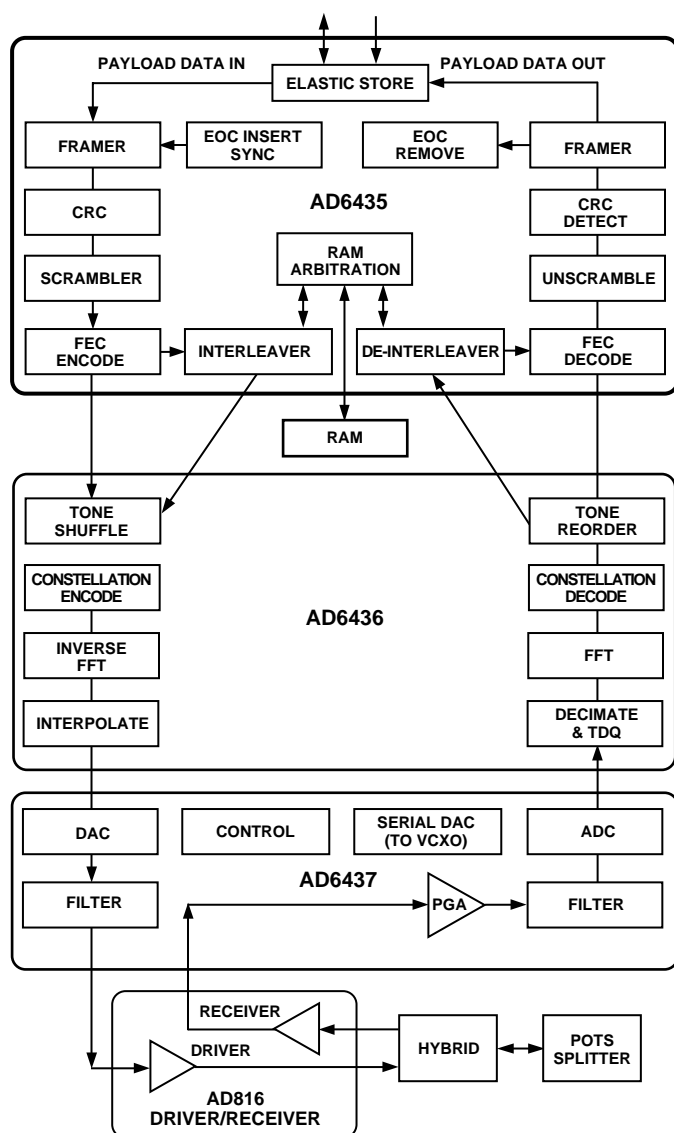 PAYLOAD DATA IN
PAYLOAD DATA OUT
ELASTIC STORE
FRAMER
EOC INSERT
SYNC
EOC
REMOVE
FRAMER
CRC
AD6435
CRC
DETECT
SCRAMBLER
RAM
ARBITRATION
UNSCRAMBLE
FEC
ENCODE
INTERLEAVER
DE-INTERLEAVER
FEC
DECODE
RAM
TONE
SHUFFLE
TONE
REORDER
CONSTELLATION
ENCODE
CONSTELLATION
DECODE
AD6436
INVERSE
FFT
FFT
INTERPOLATE
DECIMATE
& TDQ
DAC
CONTROL
SERIAL DAC
(TO VCXO)
ADC
AD6437
FILTER
PGA
FILTER
RECEIVER
DRIVER
HYBRID
POTS
SPLITTER
AD816
DRIVER/RECEIVER